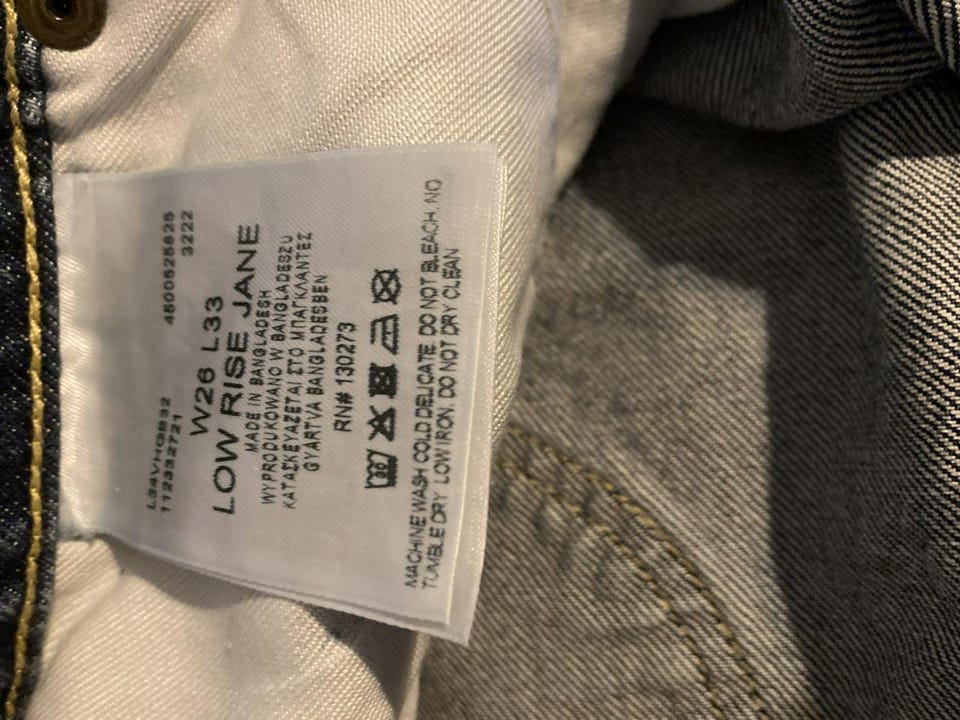 L34VHGB32 4500525825
112332721 3222
W26 L33
LOW RISE JANE
MADE IN BANGLADESH
WYPRODUKOWANO W BANGLADESZU
ΚΑΤΑΣΚΕΥΑΖΕΤΑΙ ΣΤΟ ΜΠΑΓΚΛΑΝΤΕΣ
GYARTVA BANGLADESBEN
RN# 130273
MACHINE WASH COLD DELICATE. DO NOT BLEACH. NO
TUMBLE DRY LOW IRON. DO NOT DRY CLEAN